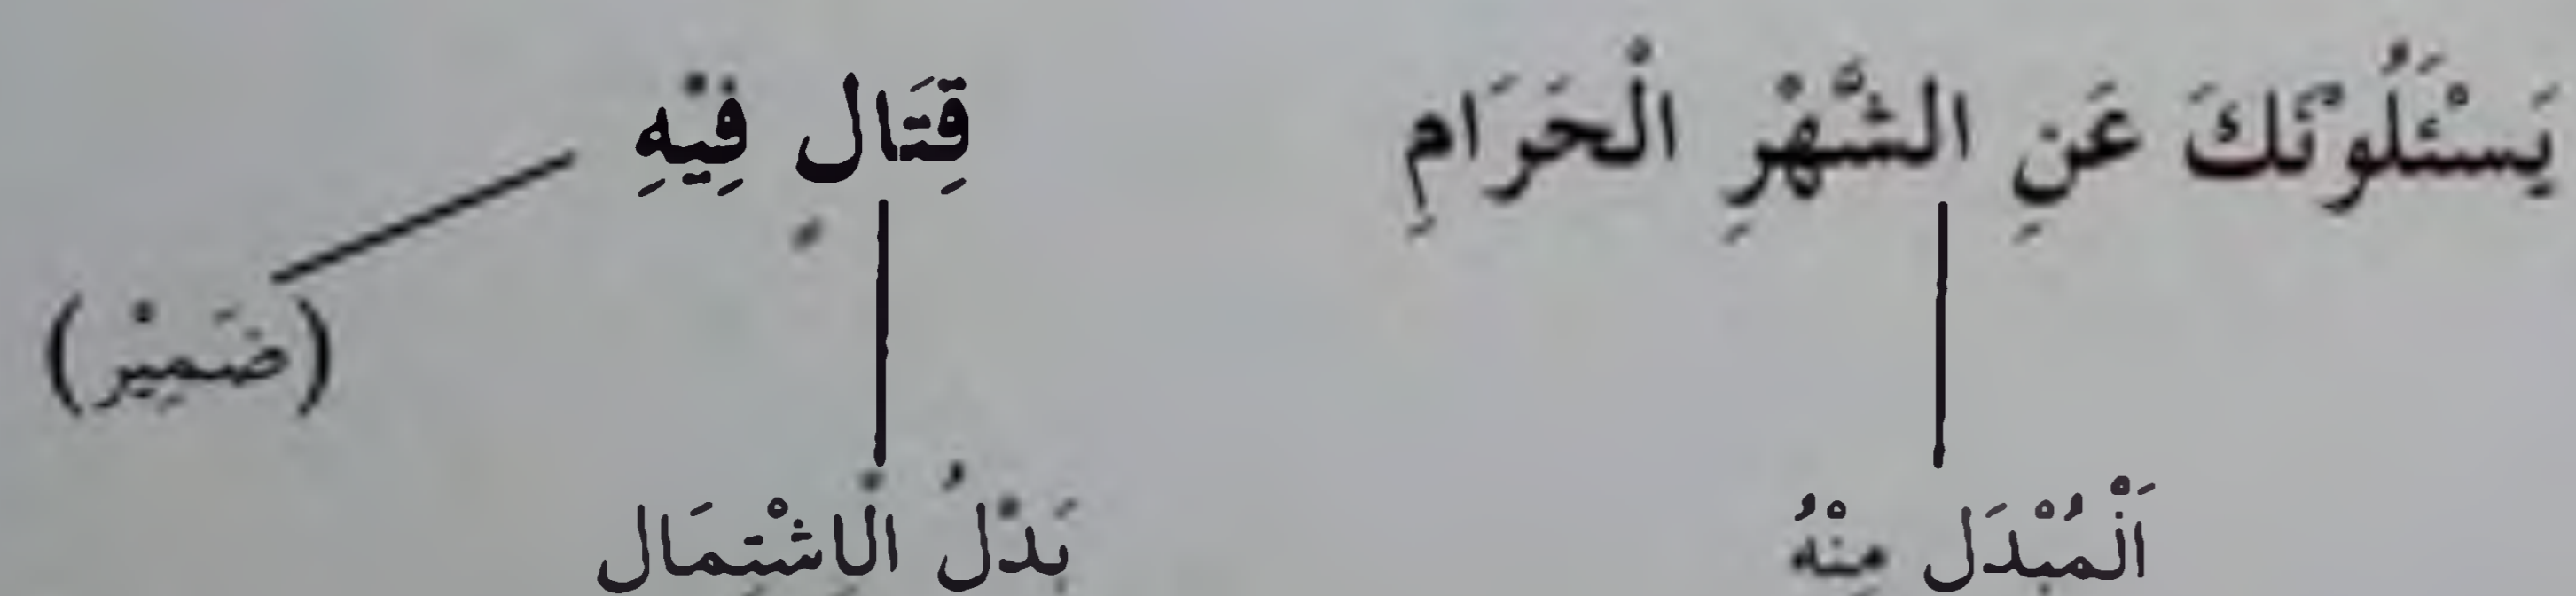 يَسْئَلُوْنَكَ عَنِ الشَّهْرِ الْحَرَامِ قِتَالٍ فِيْهِ
(ضَمِيْر)
اَلْمُبْدَل مِنْهُ بَدْلُ الْاِشْتِمَال